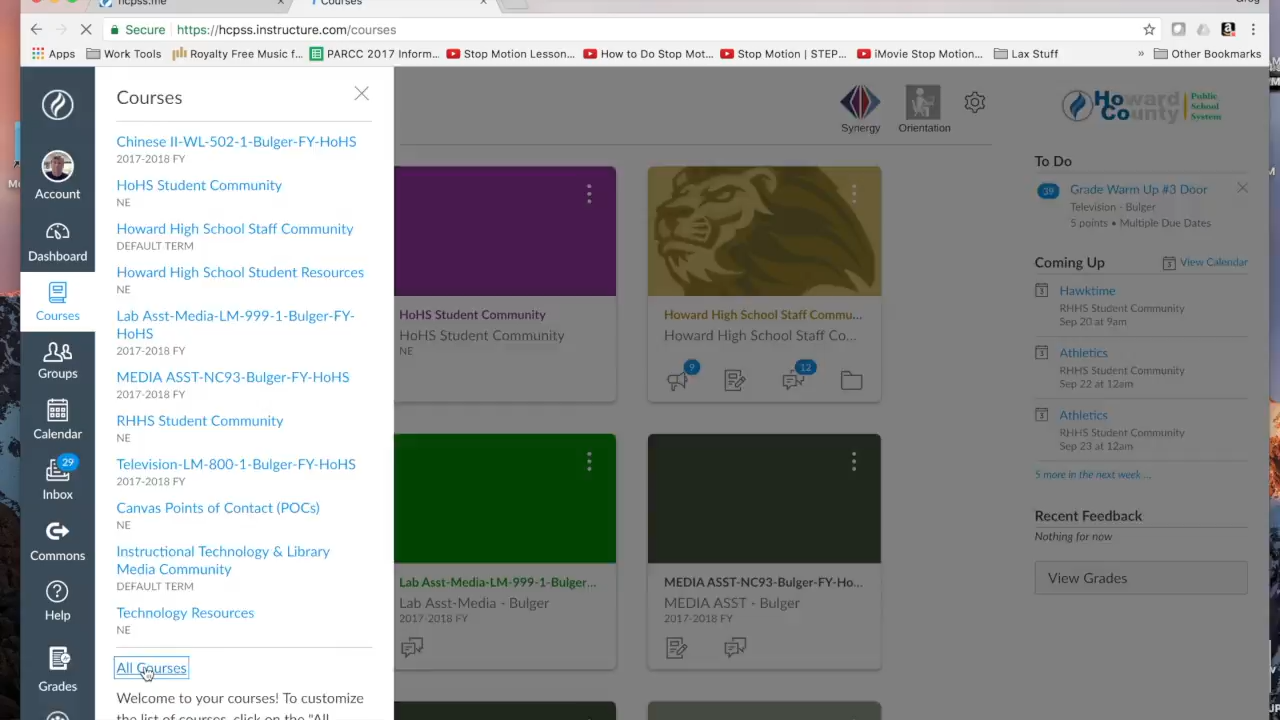 hcpss.me
Courses
Greg
Secure https://hcpss.instructure.com/courses
Apps Work Tools Royalty Free Music f... PARCC 2017 Inform... Stop Motion Lesson... How to Do Stop Mot... Stop Motion | STEP... iMovie Stop Motion... Lax Stuff » Other Bookmarks
Account
Dashboard
Courses
Groups
Calendar
29
Inbox
Commons
Help
Grades
Courses
Chinese II-WL-502-1-Bulger-FY-HoHS
2017-2018 FY
HoHS Student Community
NE
Howard High School Staff Community
DEFAULT TERM
Howard High School Student Resources
NE
Lab Asst-Media-LM-999-1-Bulger-FY-
HoHS
2017-2018 FY
MEDIA ASST-NC93-Bulger-FY-HoHS
2017-2018 FY
RHHS Student Community
NE
Television-LM-800-1-Bulger-FY-HoHS
2017-2018 FY
Canvas Points of Contact (POCs)
NE
Instructional Technology & Library
Media Community
DEFAULT TERM
Technology Resources
NE
All Courses
Welcome to your courses! To customize
the list of courses, click on the "All
Synergy
Orientation
Howard County Public School System
HoHS Student Community
HoHS Student Community
NE
Howard High School Staff Commu...
Howard High School Staff Co...
9
12
Lab Asst-Media-LM-999-1-Bulger...
Lab Asst-Media - Bulger
2017-2018 FY
MEDIA ASST-NC93-Bulger-FY-Ho...
MEDIA ASST - Bulger
2017-2018 FY
To Do
39 Grade Warm Up #3 Door
Television - Bulger
5 points • Multiple Due Dates
Coming Up
View Calendar
Hawktime
RHHS Student Community
Sep 20 at 9am
Athletics
RHHS Student Community
Sep 22 at 12am
Athletics
RHHS Student Community
Sep 23 at 12am
5 more in the next week ...
Recent Feedback
Nothing for now
View Grades